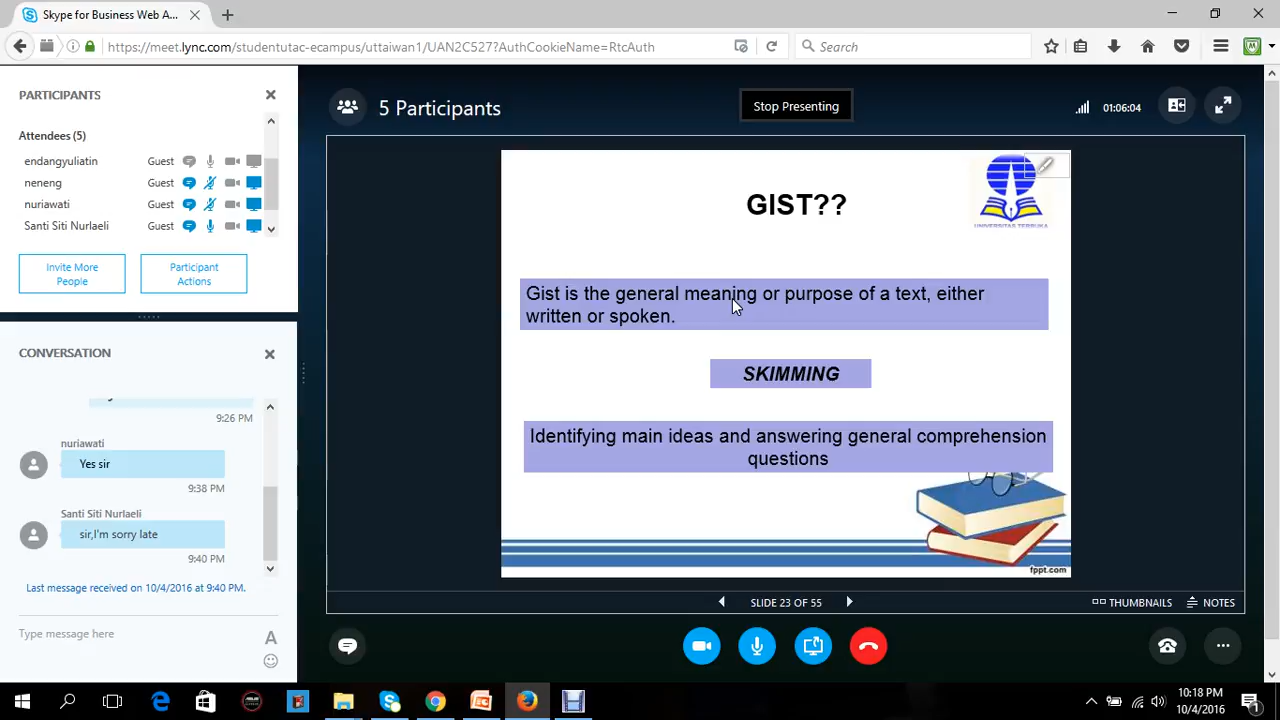 Skype for Business Web A...
https://meet.lync.com/studentutac-ecampus/uttaiwan1/UAN2C527?AuthCookieName=RtcAuth
Search
PARTICIPANTS
Attendees (5)
endangyuliatin Guest
neneng Guest
nuriawati Guest
Santi Siti Nurlaeli Guest
Invite More People
Participant Actions
CONVERSATION
9:26 PM
nuriawati
Yes sir
9:38 PM
Santi Siti Nurlaeli
sir,I'm sorry late
9:40 PM
Last message received on 10/4/2016 at 9:40 PM.
Type message here
A
5 Participants
Stop Presenting
01:06:04
GIST??
UNIVERSITAS TERBUKA
Gist is the general meaning or purpose of a text, either
written or spoken.
SKIMMING
Identifying main ideas and answering general comprehension
questions
fppt.com
SLIDE 23 OF 55
THUMBNAILS
NOTES
10:18 PM
10/4/2016